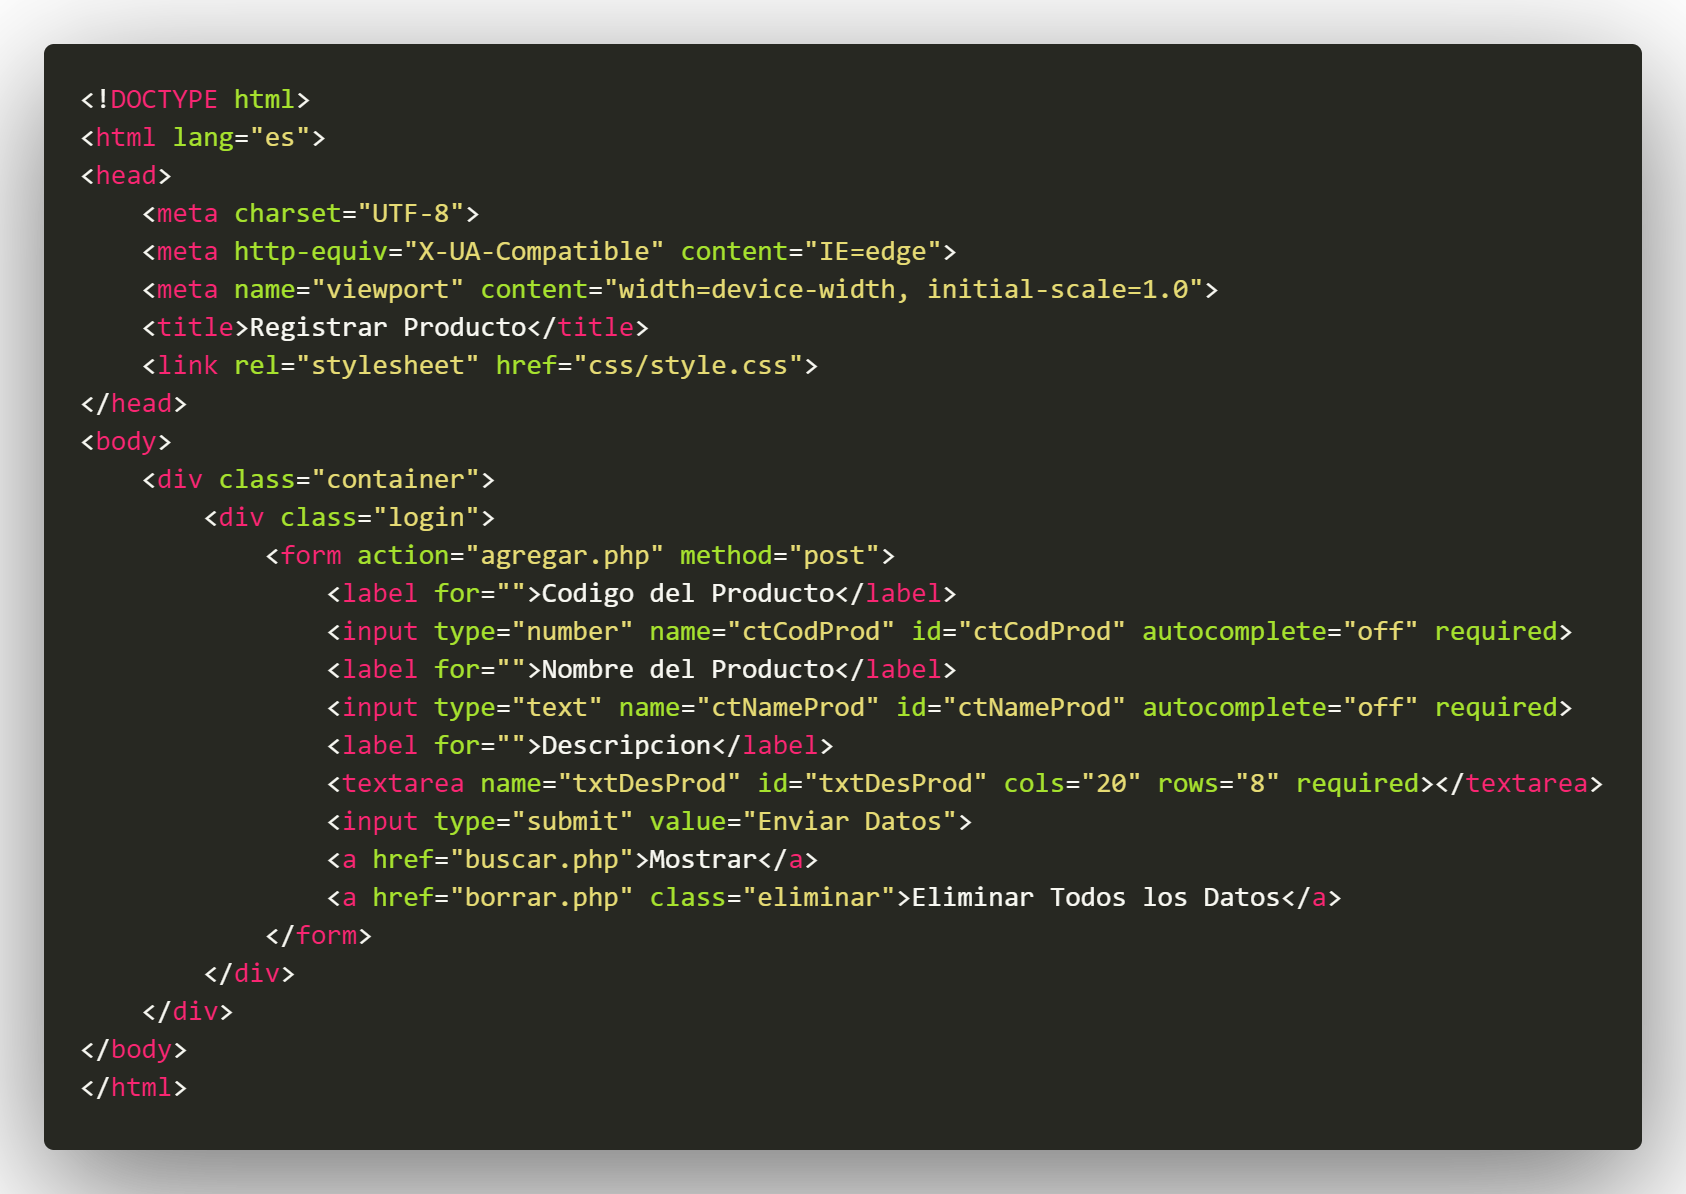 <!DOCTYPE html>
<html lang="es">
<head>
    <meta charset="UTF-8">
    <meta http-equiv="X-UA-Compatible" content="IE=edge">
    <meta name="viewport" content="width=device-width, initial-scale=1.0">
    <title>Registrar Producto</title>
    <link rel="stylesheet" href="css/style.css">
</head>
<body>
    <div class="container">
        <div class="login">
            <form action="agregar.php" method="post">
                <label for="">Codigo del Producto</label>
                <input type="number" name="ctCodProd" id="ctCodProd" autocomplete="off" required>
                <label for="">Nombre del Producto</label>
                <input type="text" name="ctNameProd" id="ctNameProd" autocomplete="off" required>
                <label for="">Descripcion</label>
                <textarea name="txtDesProd" id="txtDesProd" cols="20" rows="8" required></textarea>
                <input type="submit" value="Enviar Datos">
                <a href="buscar.php">Mostrar</a>
                <a href="borrar.php" class="eliminar">Eliminar Todos los Datos</a>
            </form>
        </div>
    </div>
</body>
</html>